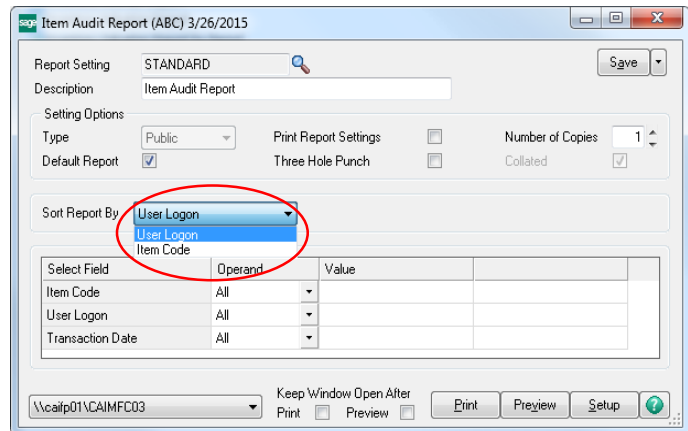 sage Item Audit Report (ABC) 3/26/2015
Report Setting STANDARD Save
Description Item Audit Report
Setting Options
Type Public Print Report Settings Number of Copies 1
Default Report Three Hole Punch Collated
Sort Report By User Logon
User Logon
Item Code
Select Field Operand Value
Item Code All
User Logon All
Transaction Date All
\\caifp01\CAIMFC03 Keep Window Open After
Print Preview Print Preview Setup